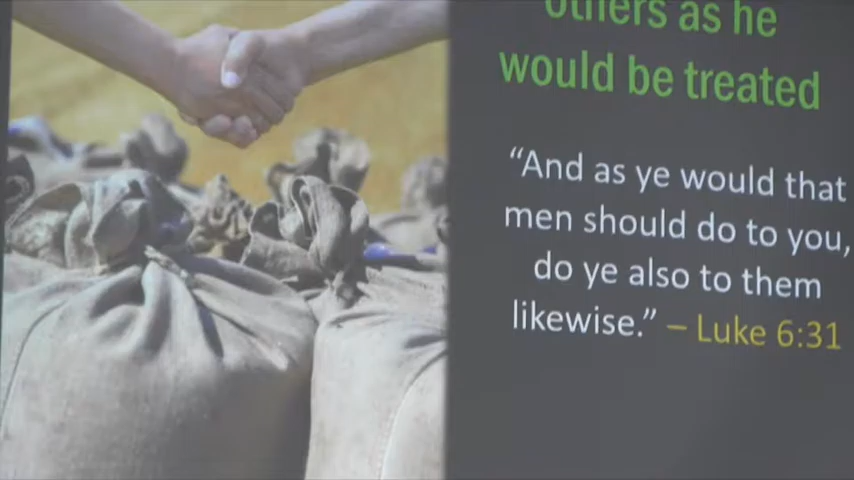 others as he
would be treated
“And as ye would that
men should do to you,
do ye also to them
likewise.” – Luke 6:31